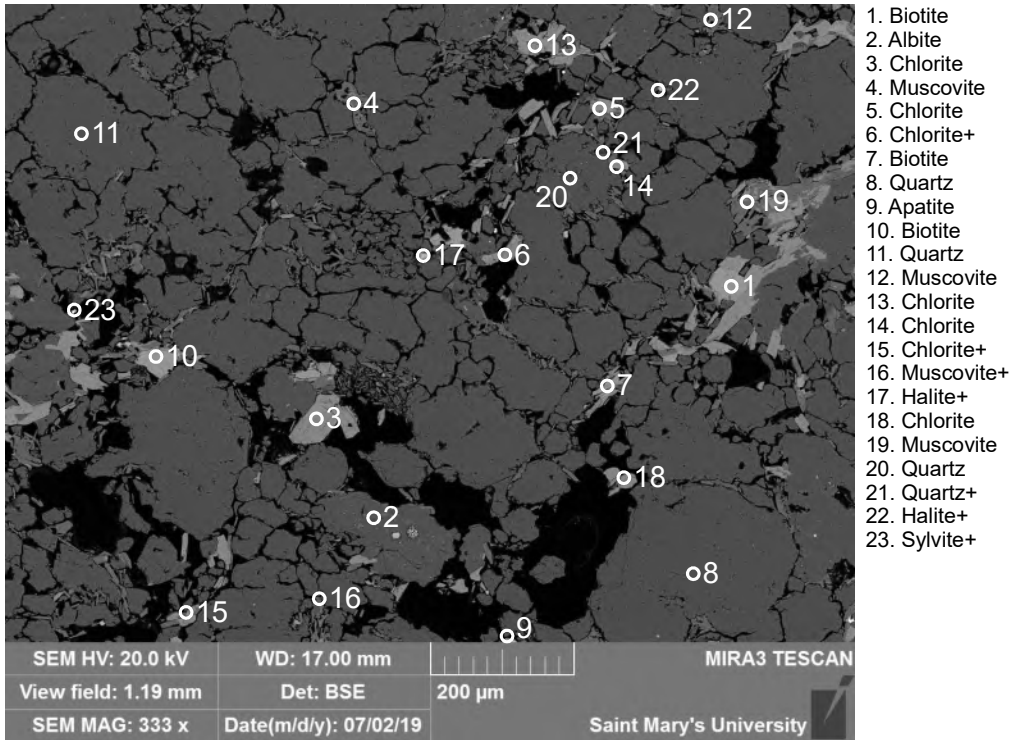 12
13
4
22
5
11
21
14
20
19
17
6
1
23
10
7
3
18
2
8
16
15
9
SEM HV: 20.0 kV
WD: 17.00 mm
MIRA3 TESCAN
View field: 1.19 mm
Det: BSE
200 µm
SEM MAG: 333 x
Date(m/d/y): 07/02/19
Saint Mary's University
1. Biotite
2. Albite
3. Chlorite
4. Muscovite
5. Chlorite
6. Chlorite+
7. Biotite
8. Quartz
9. Apatite
10. Biotite
11. Quartz
12. Muscovite
13. Chlorite
14. Chlorite
15. Chlorite+
16. Muscovite+
17. Halite+
18. Chlorite
19. Muscovite
20. Quartz
21. Quartz+
22. Halite+
23. Sylvite+